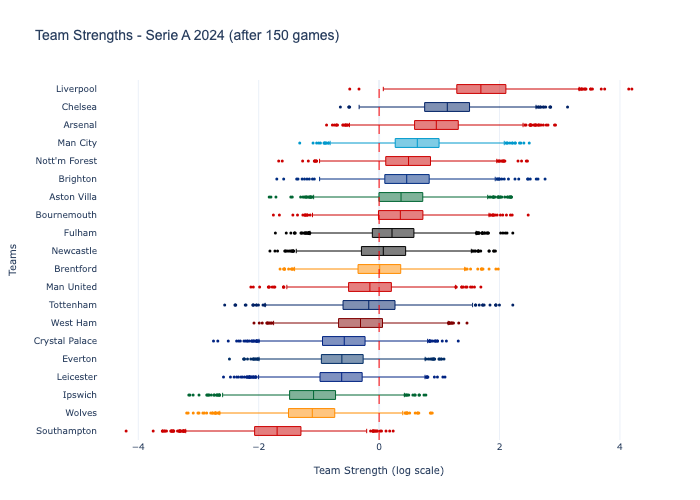 Team Strengths - Serie A 2024 (after 150 games)
Liverpool
Chelsea
Arsenal
Man City
Nott'm Forest
Brighton
Aston Villa
Bournemouth
Fulham
Newcastle
Brentford
Man United
Tottenham
West Ham
Crystal Palace
Everton
Leicester
Ipswich
Wolves
Southampton
Teams
−4 −2 0 2 4
Team Strength (log scale)